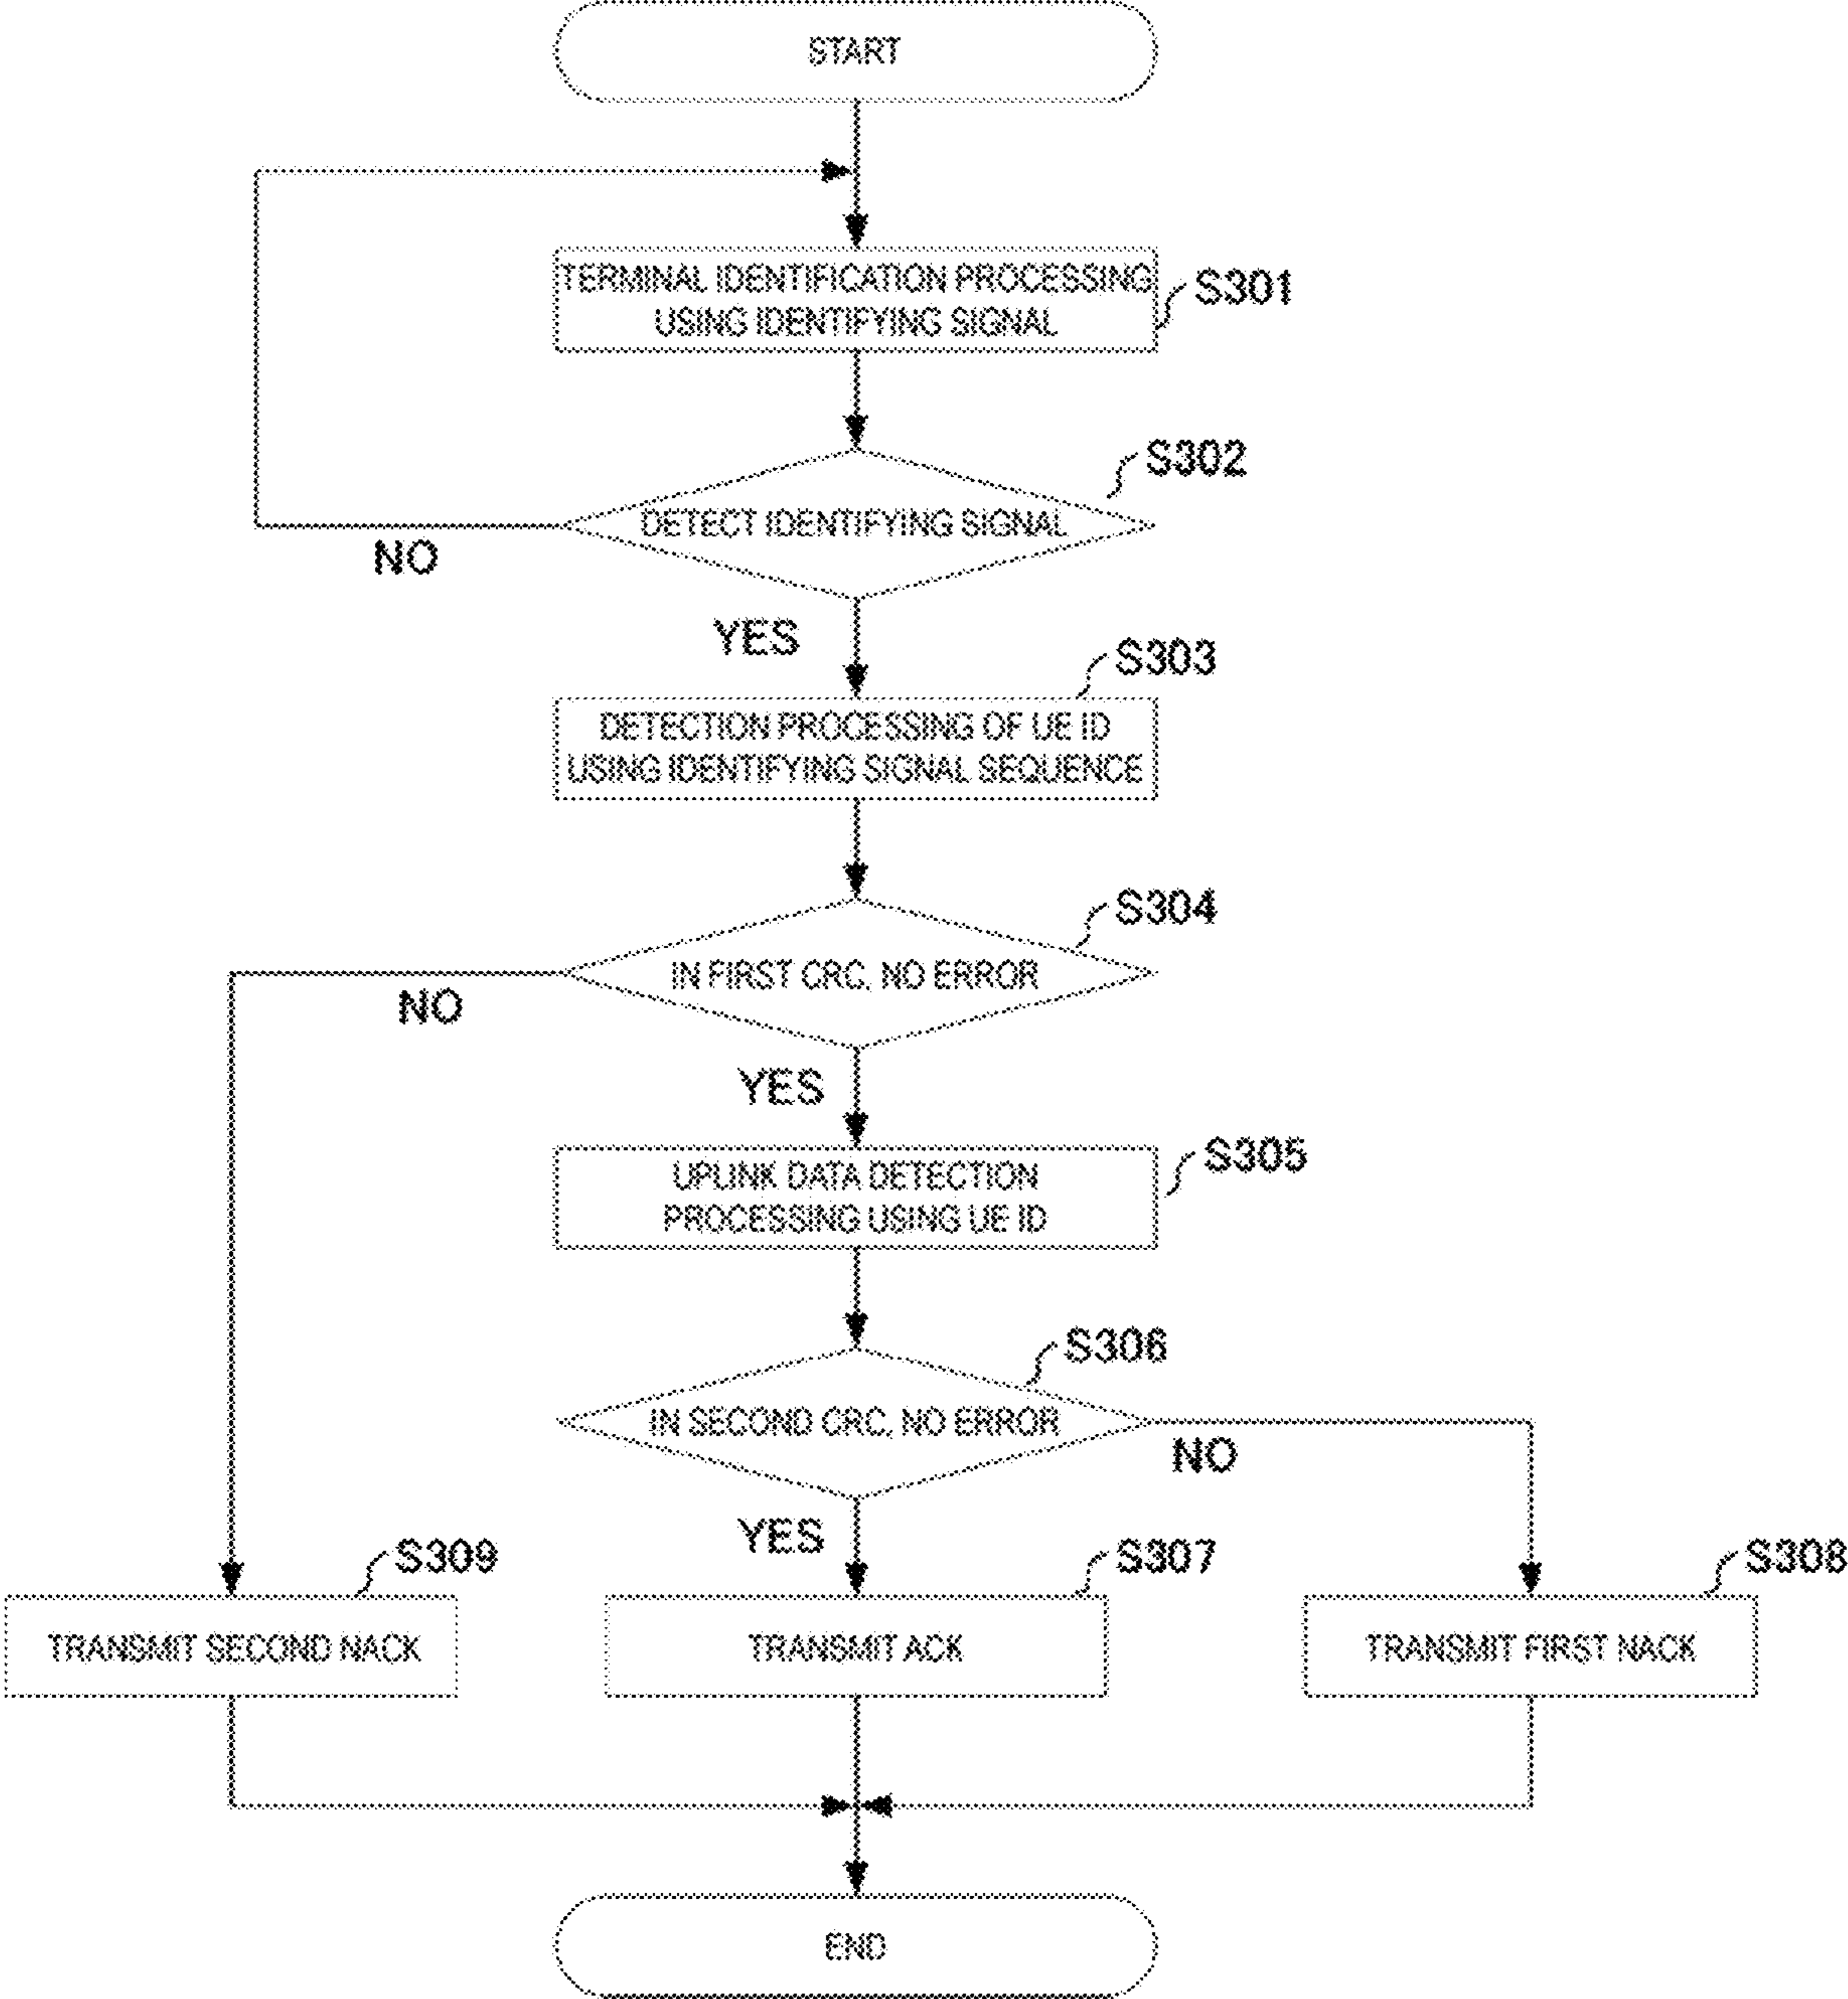 START
TERMINAL IDENTIFICATION PROCESSING
USING IDENTIFYING SIGNAL
S301
S302
DETECT IDENTIFYING SIGNAL
NO
YES
S303
DETECTION PROCESSING OF UE ID
USING IDENTIFYING SIGNAL SEQUENCE
S304
IN FIRST CRC, NO ERROR
NO
YES
S305
UPLINK DATA DETECTION
PROCESSING USING UE ID
S306
IN SECOND CRC, NO ERROR
NO
YES
S309
S307
S308
TRANSMIT SECOND NACK
TRANSMIT ACK
TRANSMIT FIRST NACK
END